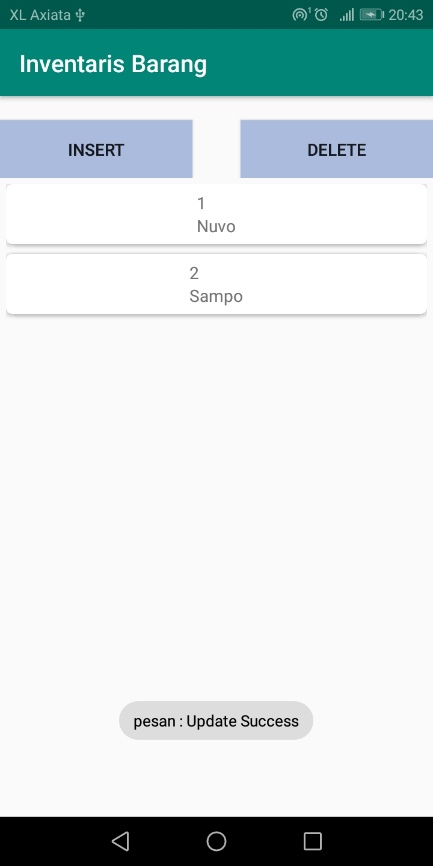 XL Axiata
20:43
Inventaris Barang
INSERT
DELETE
1
Nuvo
2
Sampo
pesan : Update Success